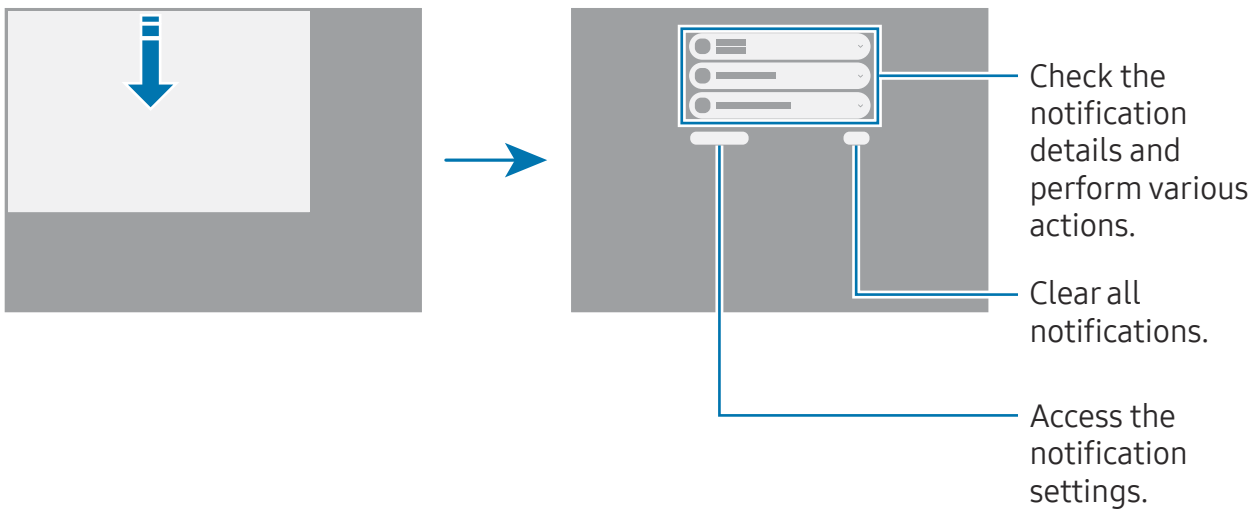 Check the
notification
details and
perform various
actions.
Clear all
notifications.
Access the
notification
settings.